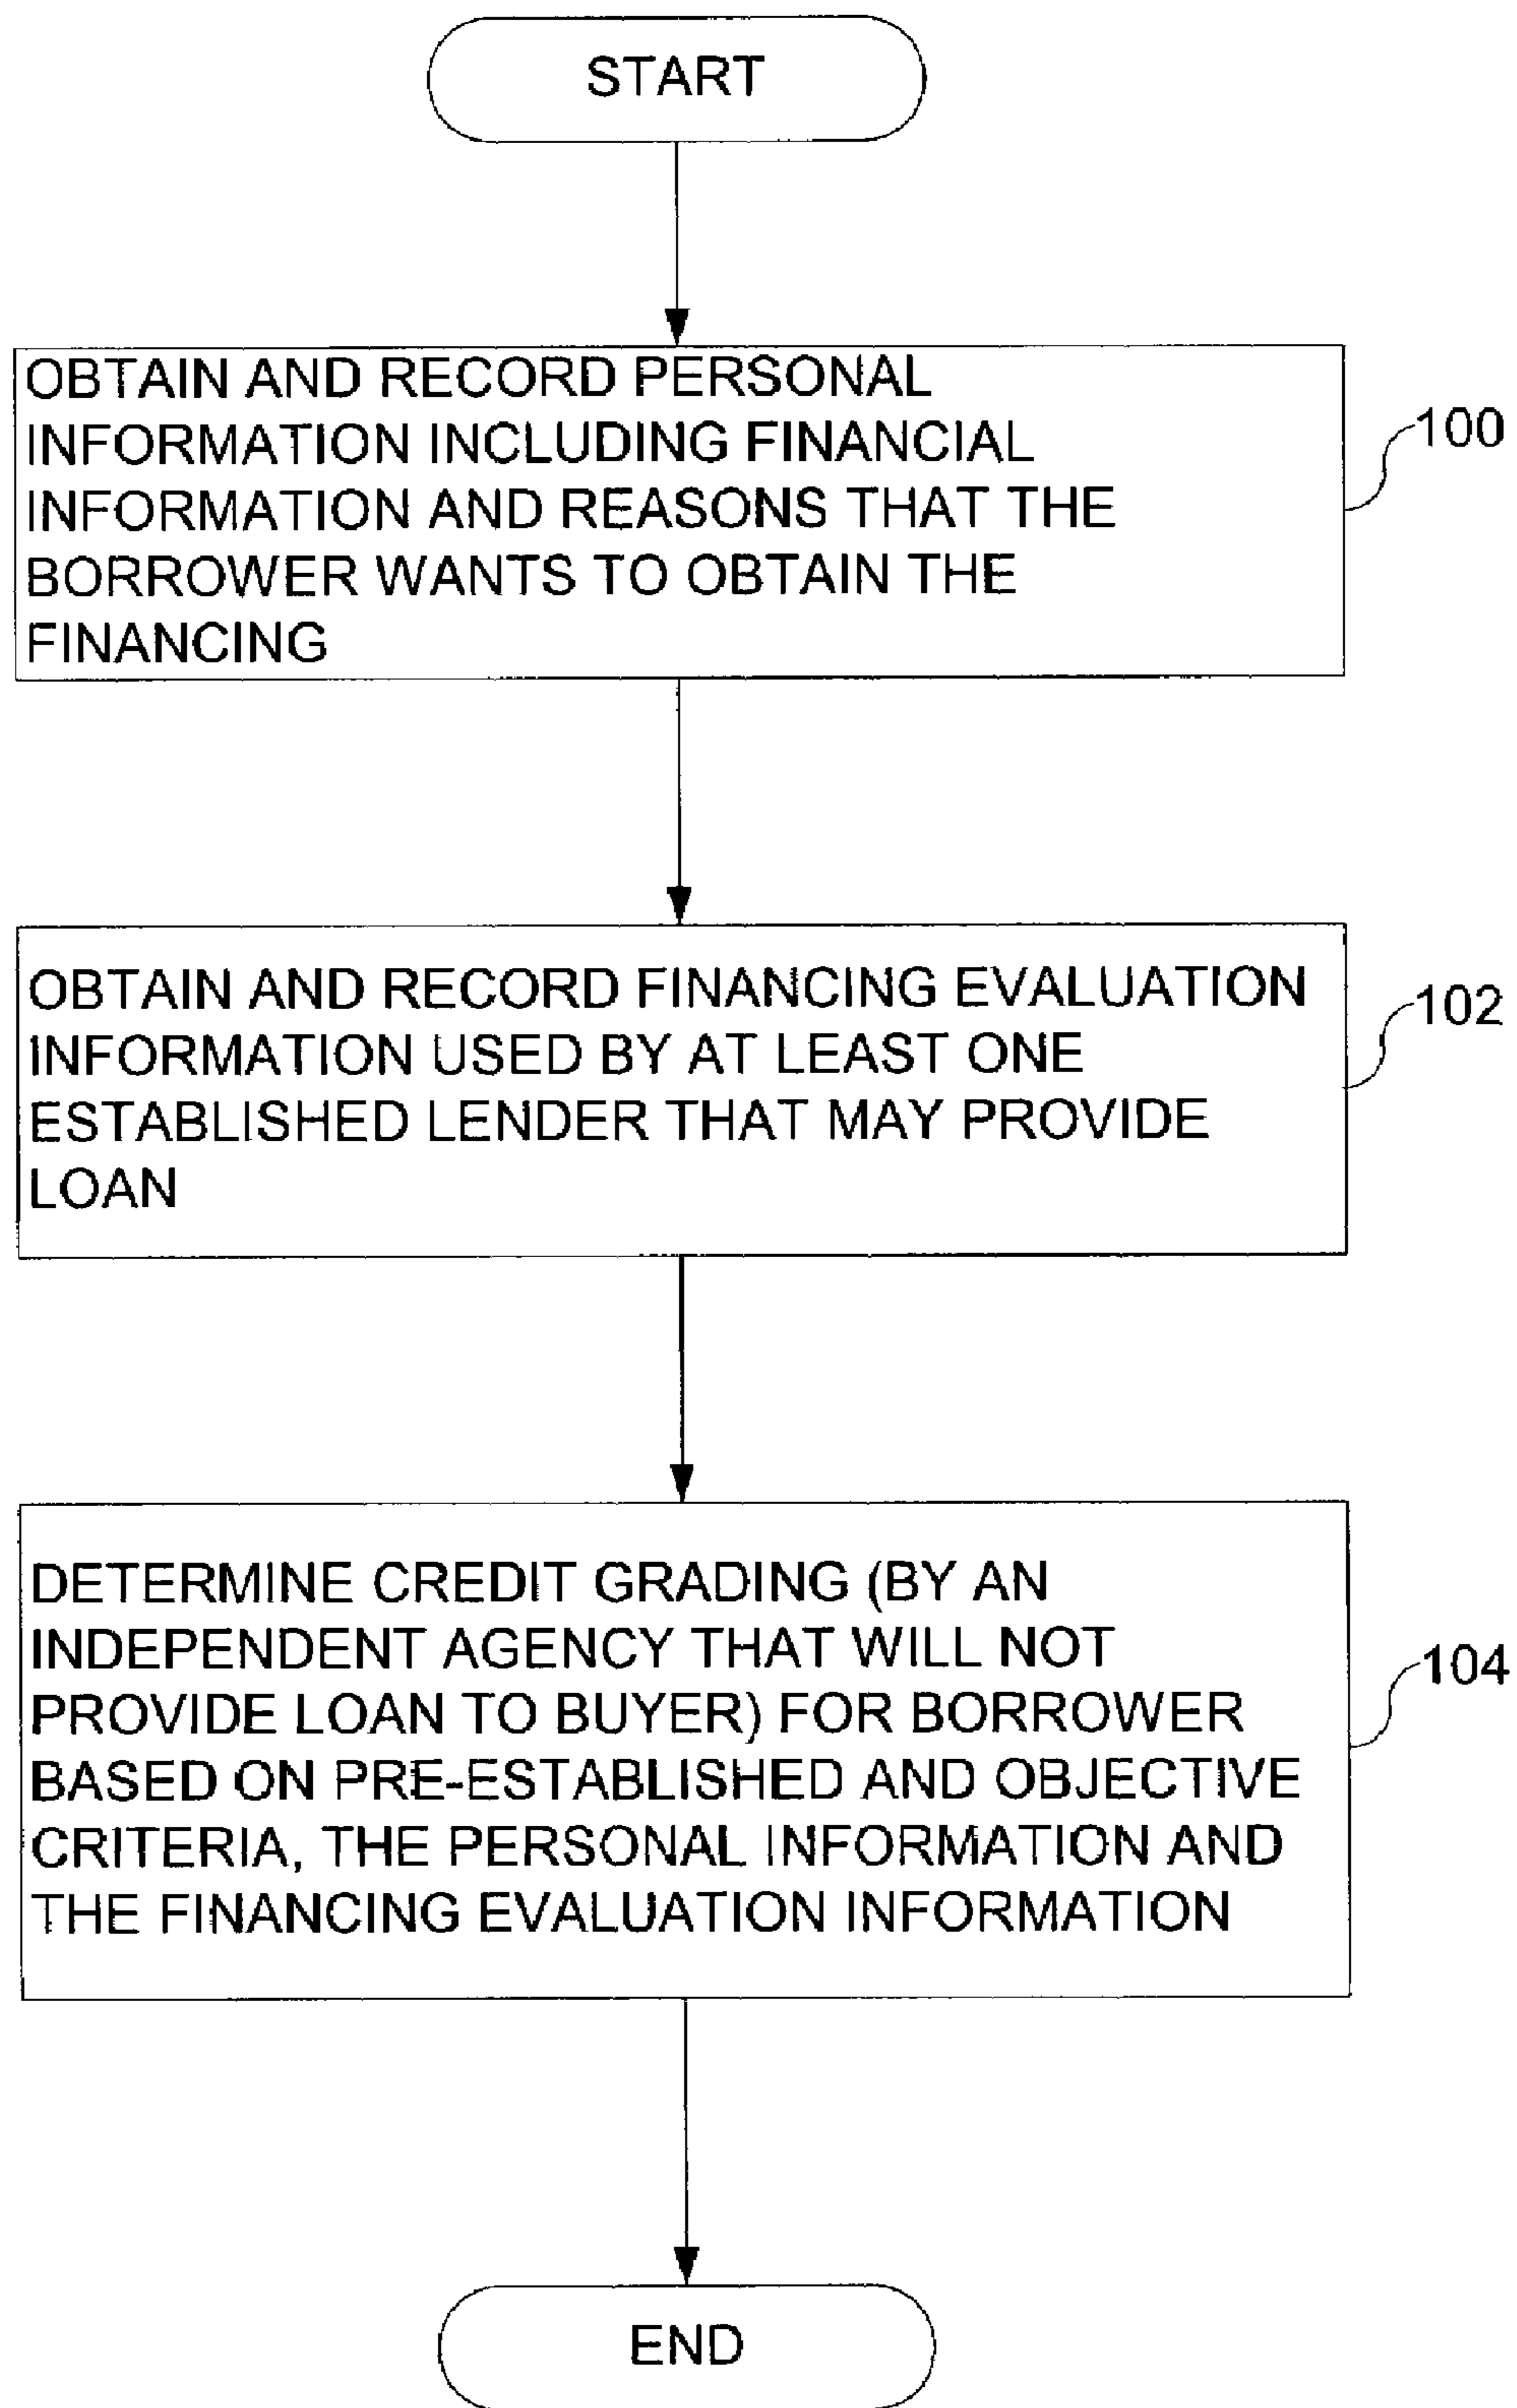 START
OBTAIN AND RECORD PERSONAL
INFORMATION INCLUDING FINANCIAL
INFORMATION AND REASONS THAT THE
BORROWER WANTS TO OBTAIN THE
FINANCING
100
OBTAIN AND RECORD FINANCING EVALUATION
INFORMATION USED BY AT LEAST ONE
ESTABLISHED LENDER THAT MAY PROVIDE
LOAN
102
DETERMINE CREDIT GRADING (BY AN
INDEPENDENT AGENCY THAT WILL NOT
PROVIDE LOAN TO BUYER) FOR BORROWER
BASED ON PRE-ESTABLISHED AND OBJECTIVE
CRITERIA, THE PERSONAL INFORMATION AND
THE FINANCING EVALUATION INFORMATION
104
END